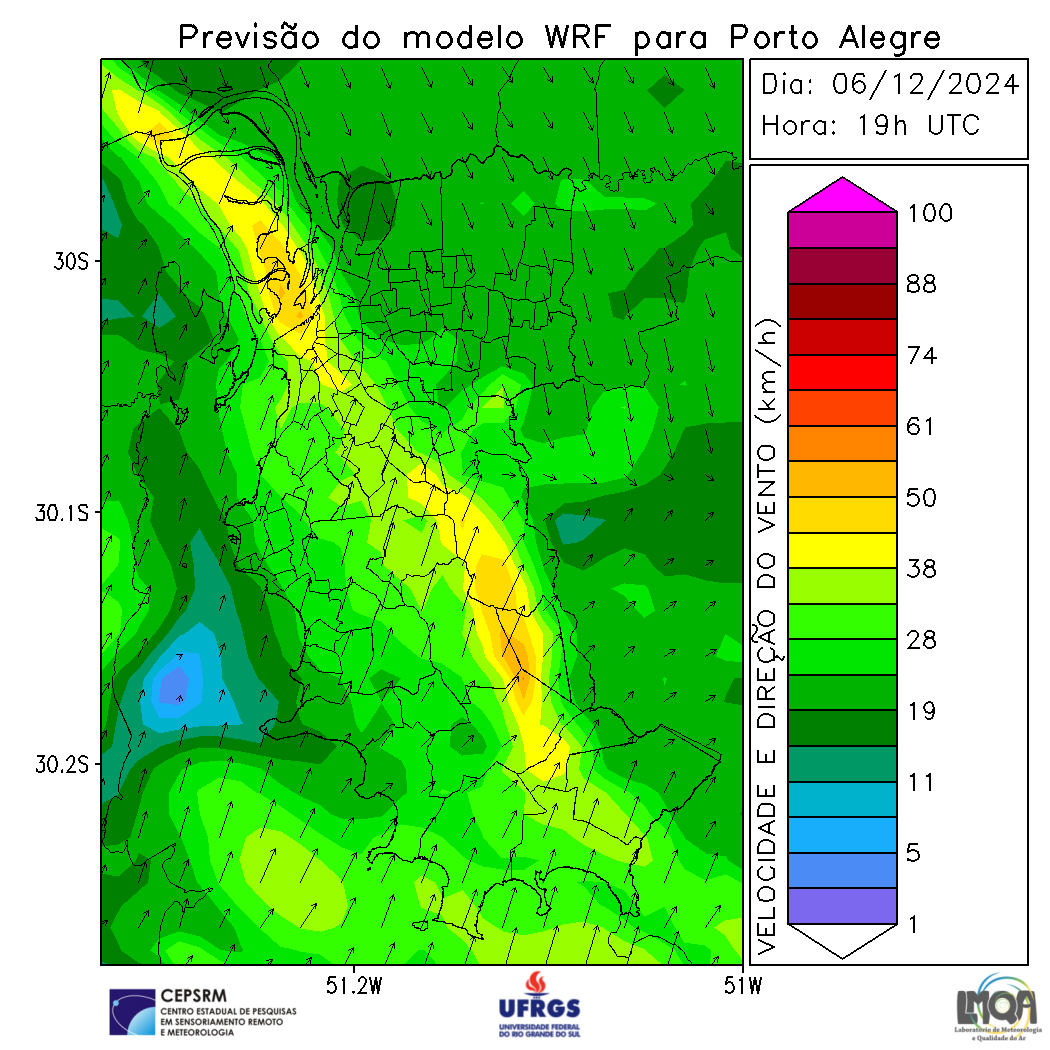 Previsão do modelo WRF para Porto Alegre
Dia: 06/12/2024
Hora: 19h UTC
30S
30.1S
30.2S
51.2W
51W
VELOCIDADE E DIREÇÃO DO VENTO (km/h)
100
88
74
61
50
38
28
19
11
5
1
CEPSRM
CENTRO ESTADUAL DE PESQUISAS
EM SENSORIAMENTO REMOTO
E METEOROLOGIA
UFRGS
UNIVERSIDADE FEDERAL
DO RIO GRANDE DO SUL
LMQA
Laboratório de Meteorologia
e Qualidade do Ar